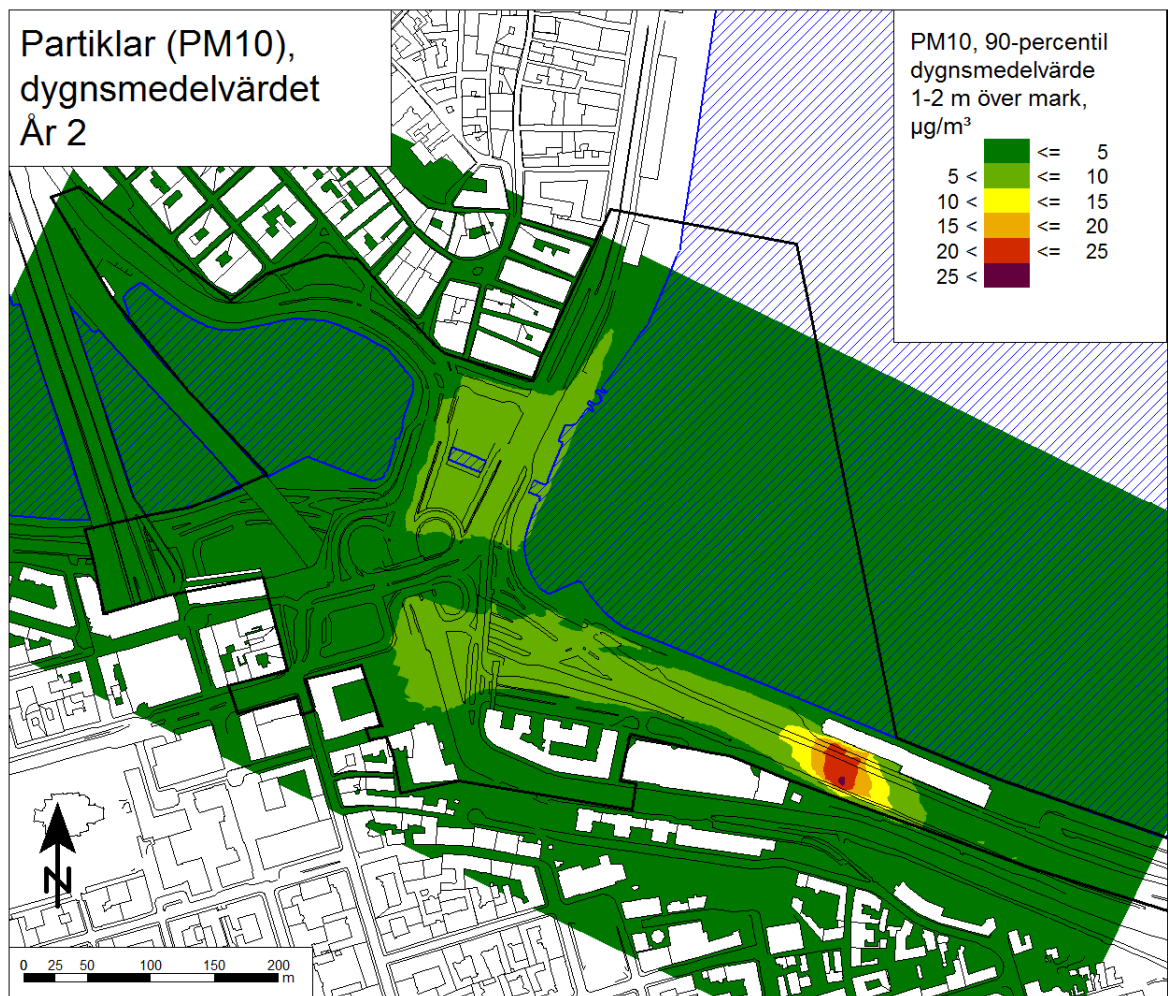 Partiklar (PM10),
dygnsmedelvärdet
År 2
PM10, 90-percentil
dygnsmedelvärde
1-2 m över mark,
µg/m³
<= 5
5 < <= 10
10 < <= 15
15 < <= 20
20 < <= 25
25 <
N
0 25 50 100 150 200
m